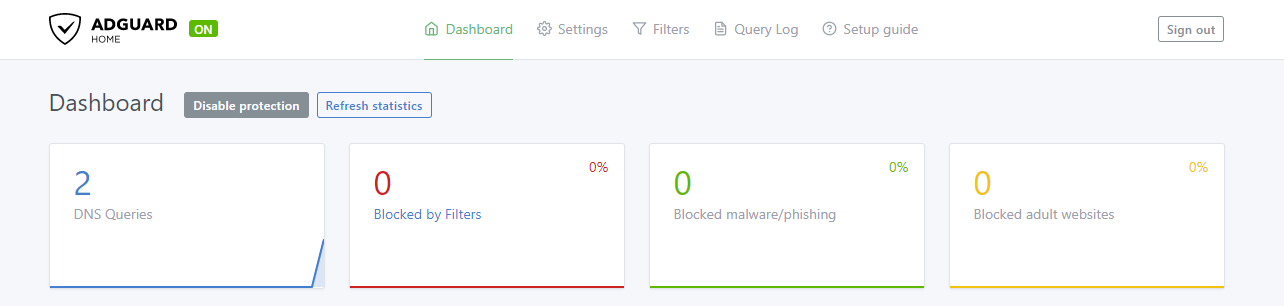 ADGUARD
HOME
ON
Dashboard
Settings
Filters
Query Log
Setup guide
Sign out
Dashboard
Disable protection
Refresh statistics
2
DNS Queries
0%
0
Blocked by Filters
0%
0
Blocked malware/phishing
0%
0
Blocked adult websites